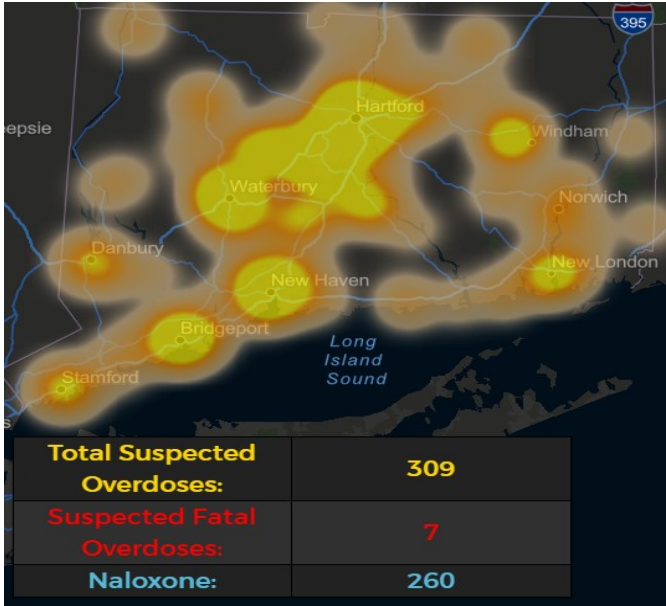 395
Hartford
eepsie
Windham
Waterbury
Norwich
Danbury
New London
New Haven
Bridgeport
Long
Island
Sound
Stamford
s
Total Suspected
Overdoses:
309
Suspected Fatal
Overdoses:
7
Naloxone:
260